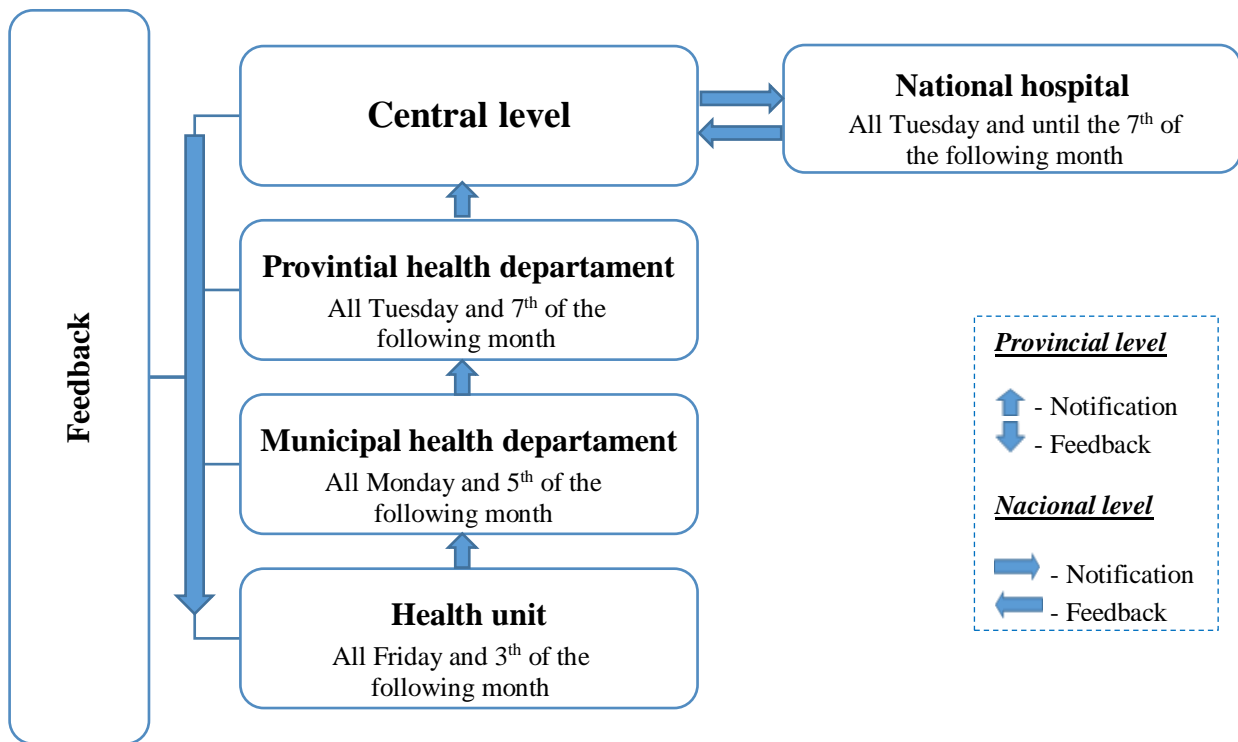 Feedback
Central level
National hospital
All Tuesday and until the 7th of
the following month
Provintial health departament
All Tuesday and 7th of the
following month
Municipal health departament
All Monday and 5th of the
following month
Health unit
All Friday and 3th of the
following month
Provincial level
- Notification
- Feedback
Nacional level
- Notification
- Feedback